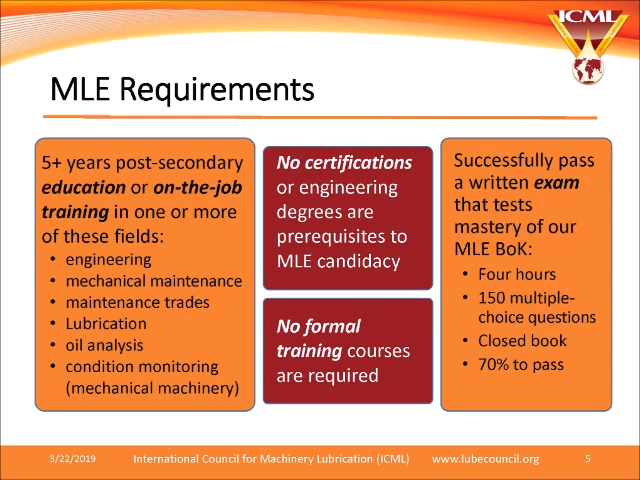 ICML
MLE Requirements
5+ years post-secondary
education or on-the-job
training in one or more
of these fields:
• engineering
• mechanical maintenance
• maintenance trades
• Lubrication
• oil analysis
• condition monitoring
(mechanical machinery)
No certifications
or engineering
degrees are
prerequisites to
MLE candidacy
No formal
training courses
are required
Successfully pass
a written exam
that tests
mastery of our
MLE BoK:
• Four hours
• 150 multiple-
choice questions
• Closed book
• 70% to pass
3/22/2019 International Council for Machinery Lubrication (ICML) www.lubecouncil.org 5